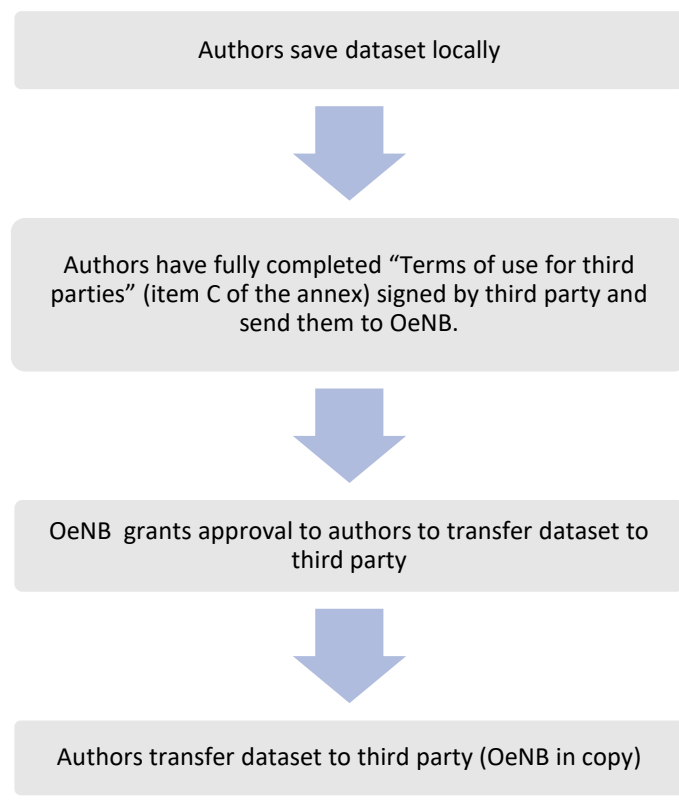 Authors save dataset locally
Authors have fully completed “Terms of use for third
parties” (item C of the annex) signed by third party and
send them to OeNB.
OeNB  grants approval to authors to transfer dataset to
third party
Authors transfer dataset to third party (OeNB in copy)